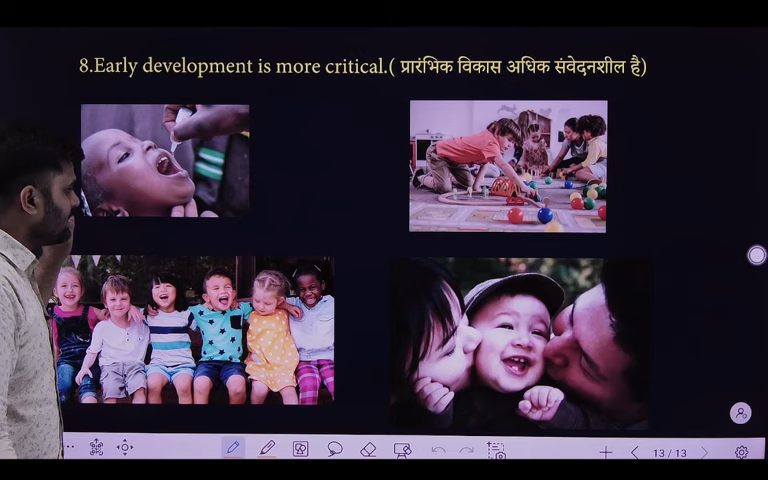 8.Early development is more critical.( प्रारंभिक विकास अधिक संवेदनशील है)
13 / 13